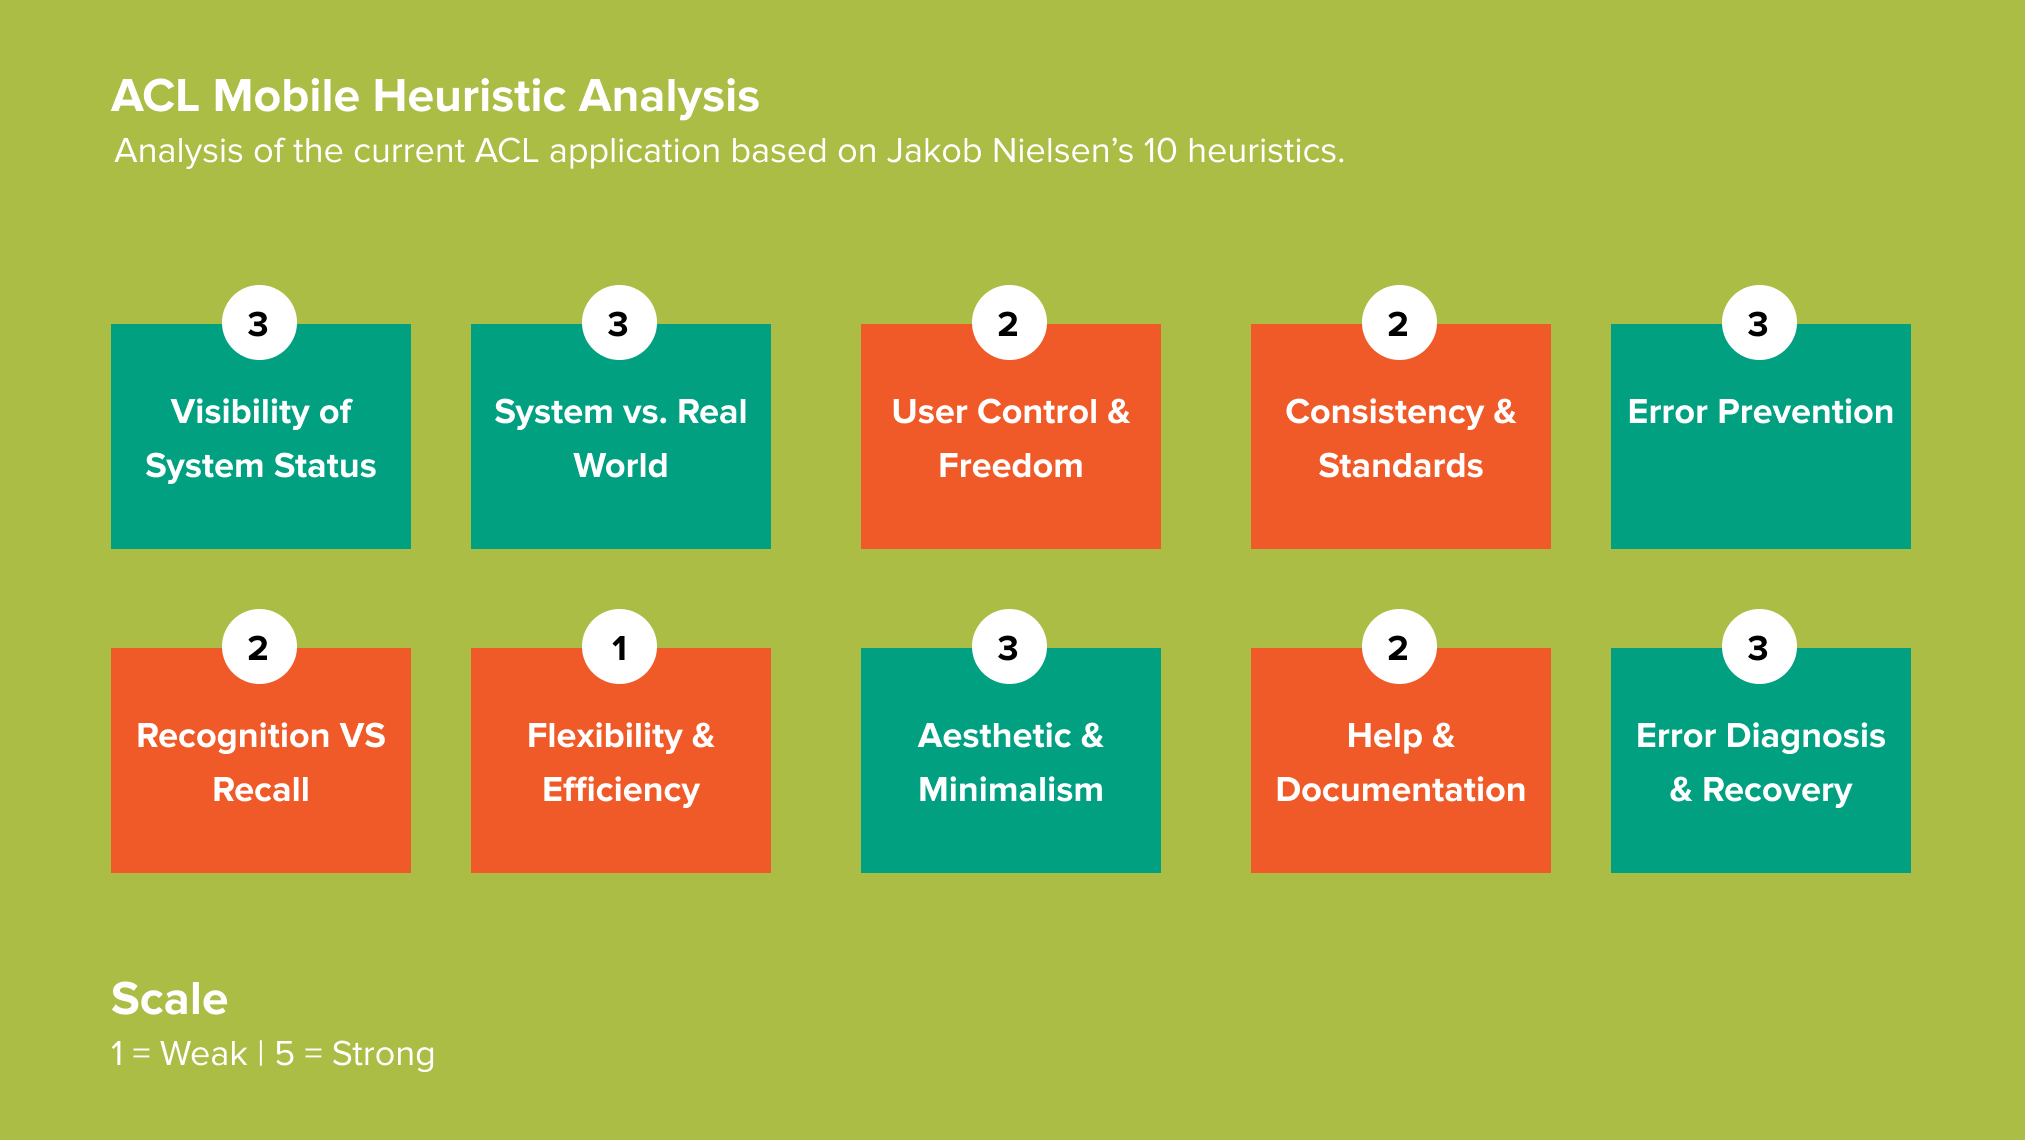 ACL Mobile Heuristic Analysis
Analysis of the current ACL application based on Jakob Nielsen’s 10 heuristics.
3
Visibility of
System Status
3
System vs. Real
World
2
User Control &
Freedom
2
Consistency &
Standards
3
Error Prevention
2
Recognition VS
Recall
1
Flexibility &
Efficiency
3
Aesthetic &
Minimalism
2
Help &
Documentation
3
Error Diagnosis
& Recovery
Scale
1 = Weak | 5 = Strong